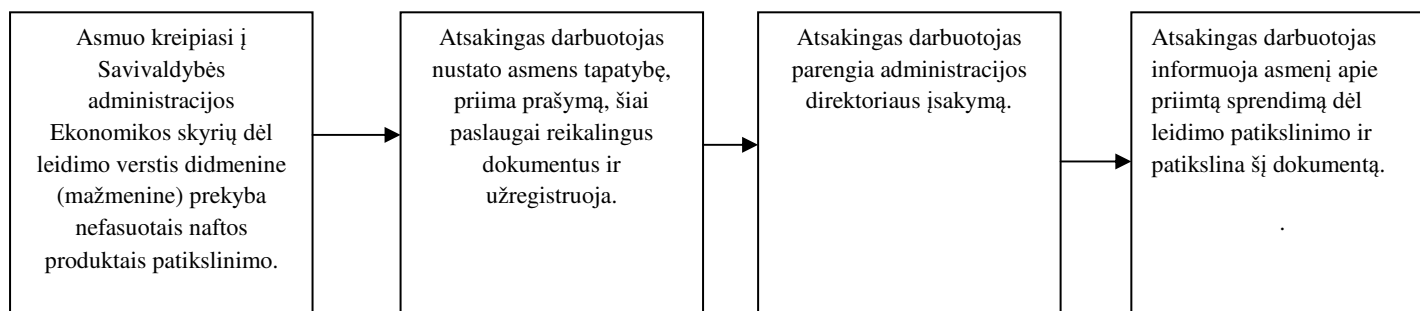 Asmuo kreipiasi į
Savivaldybės
administracijos
Ekonomikos skyrių dėl
leidimo verstis didmenine
(mažmenine) prekyba
nefasuotais naftos
produktais patikslinimo.
Atsakingas darbuotojas
nustato asmens tapatybę,
priima prašymą, šiai
paslaugai reikalingus
dokumentus ir
užregistruoja.
Atsakingas darbuotojas
parengia administracijos
direktoriaus įsakymą.
Atsakingas darbuotojas
informuoja asmenį apie
priimtą sprendimą dėl
leidimo patikslinimo ir
patikslina šį dokumentą.
.